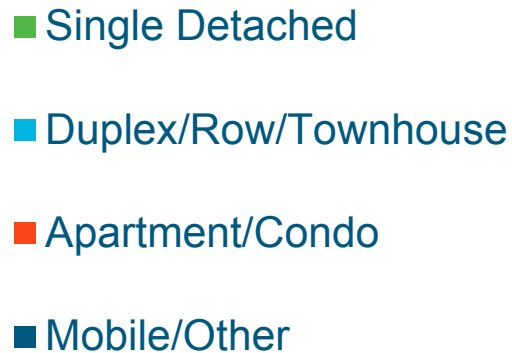 Single Detached
Duplex/Row/Townhouse
Apartment/Condo
Mobile/Other